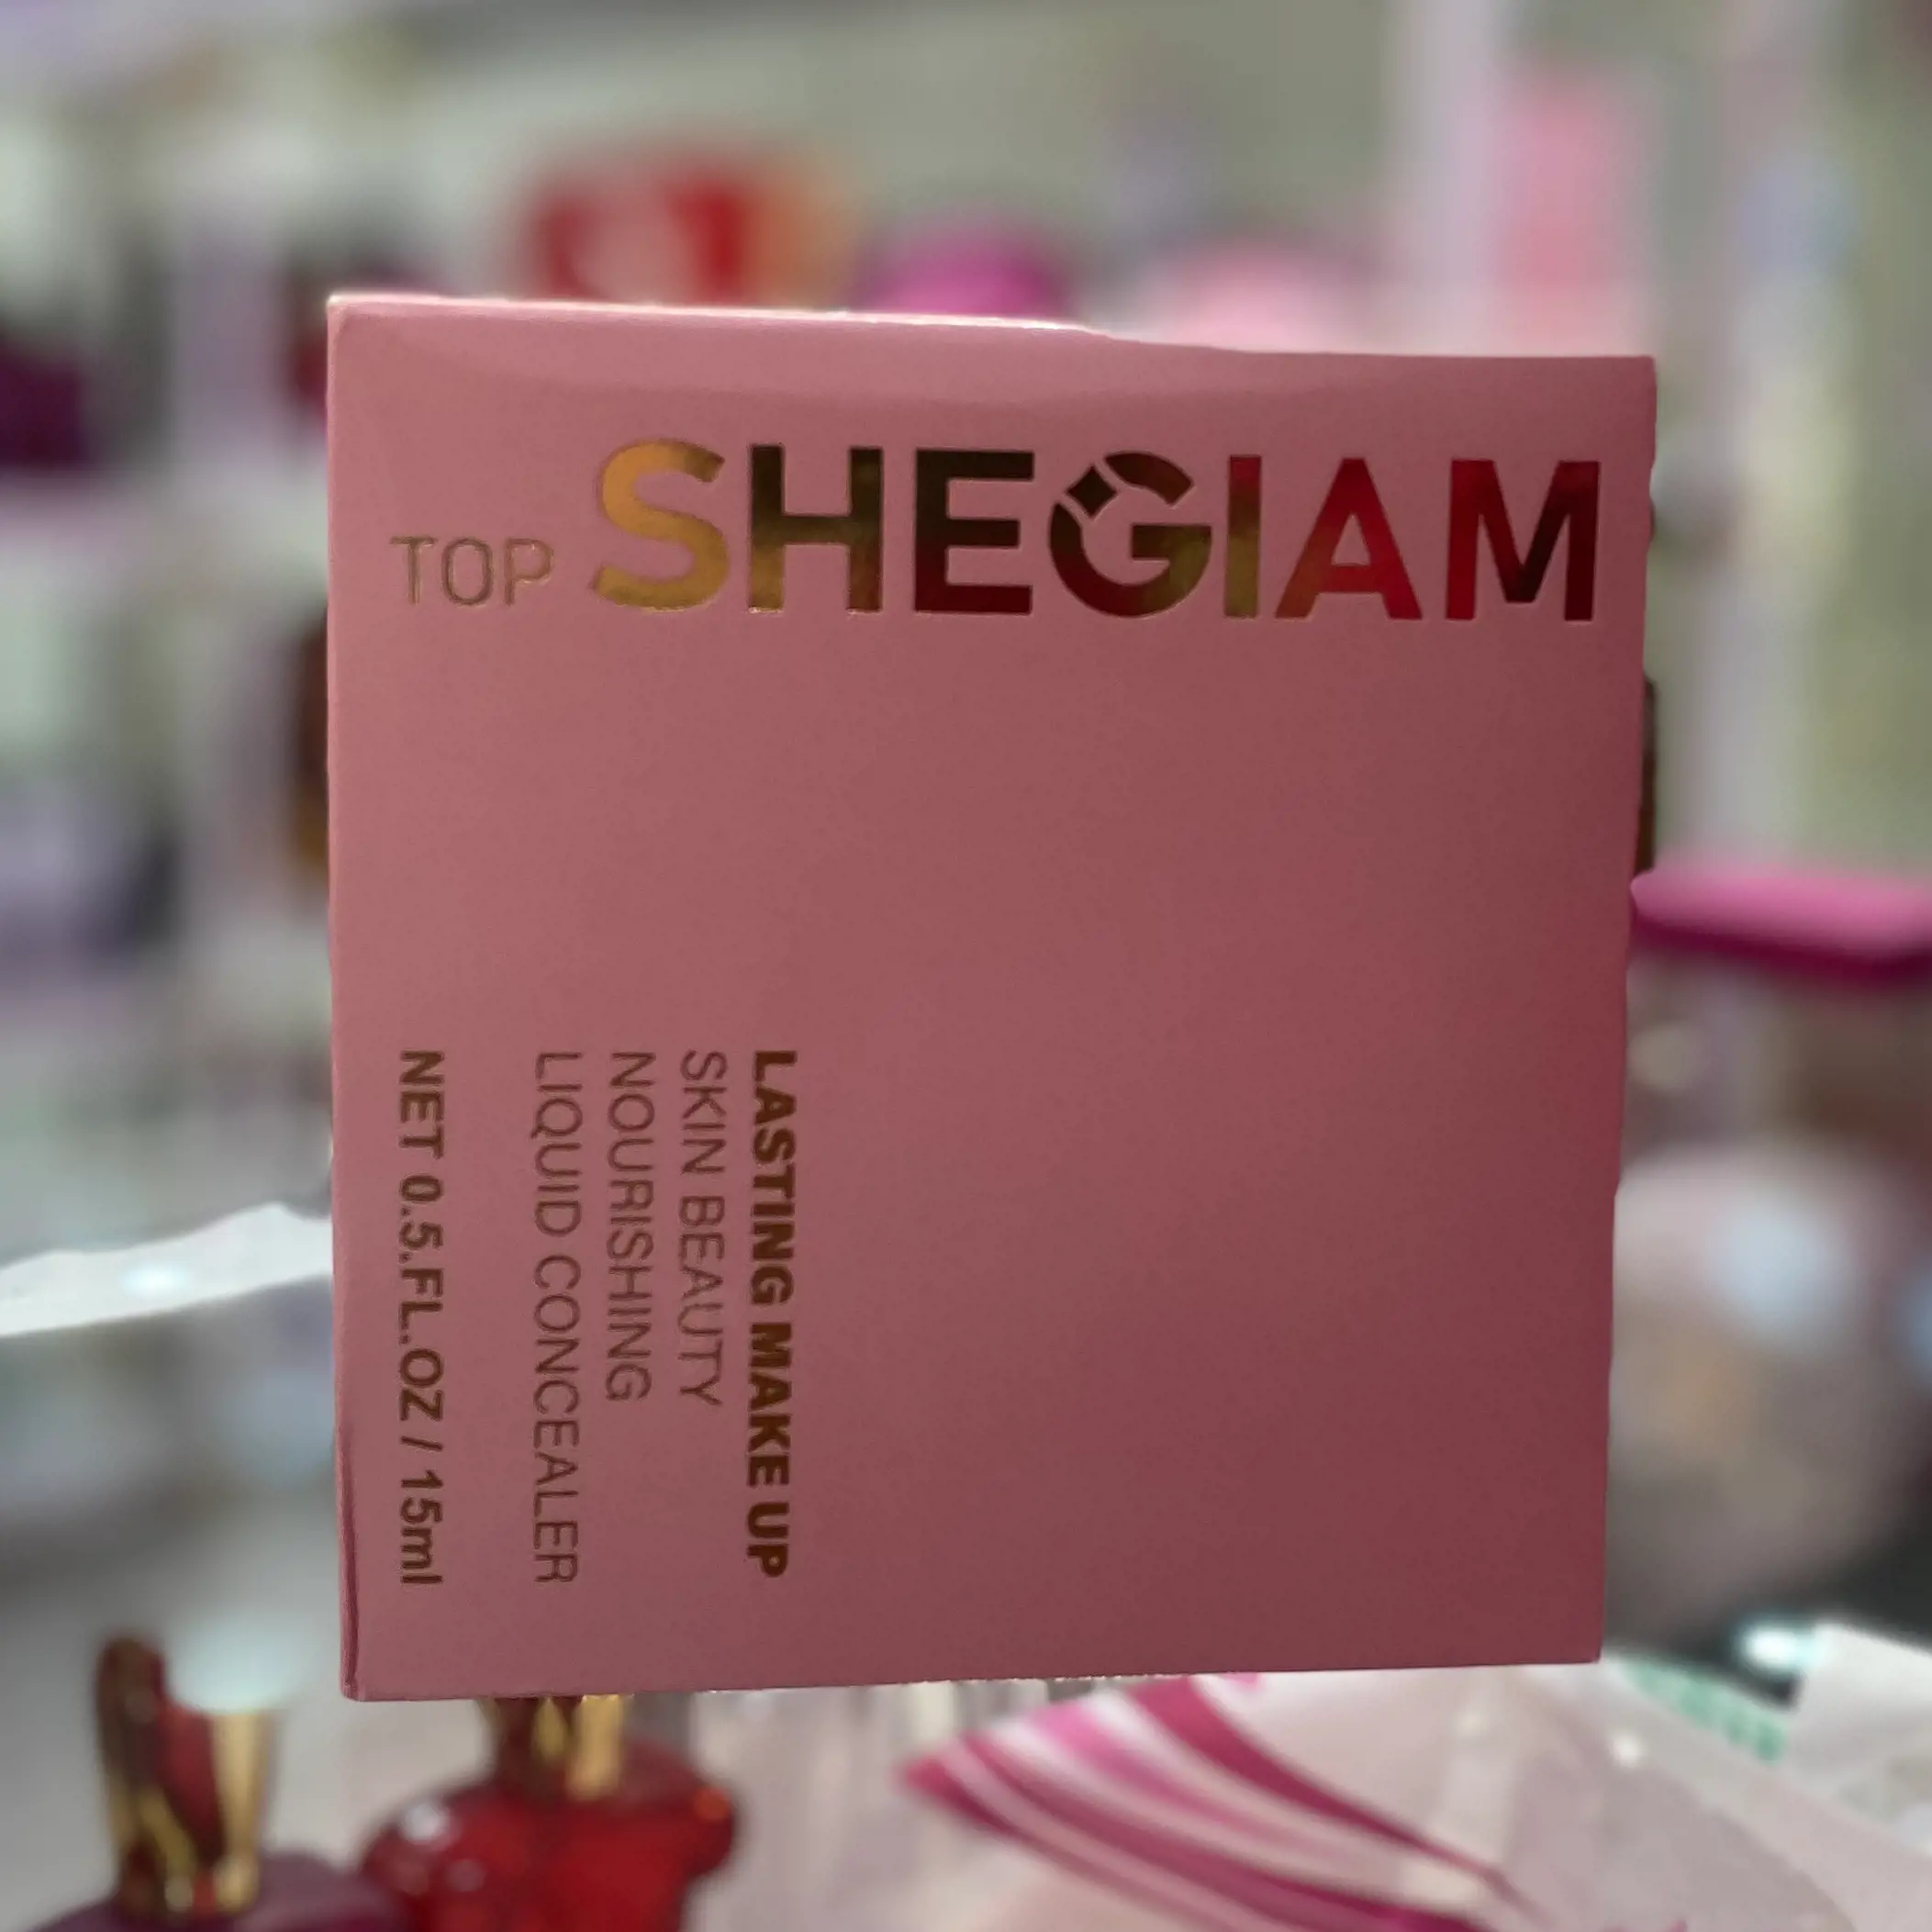 TOP SHEGIAM
LASTING MAKE UP
SKIN BEAUTY
NOURISHING
LIQUID CONCEALER
NET 0.5.FL.OZ / 15ml